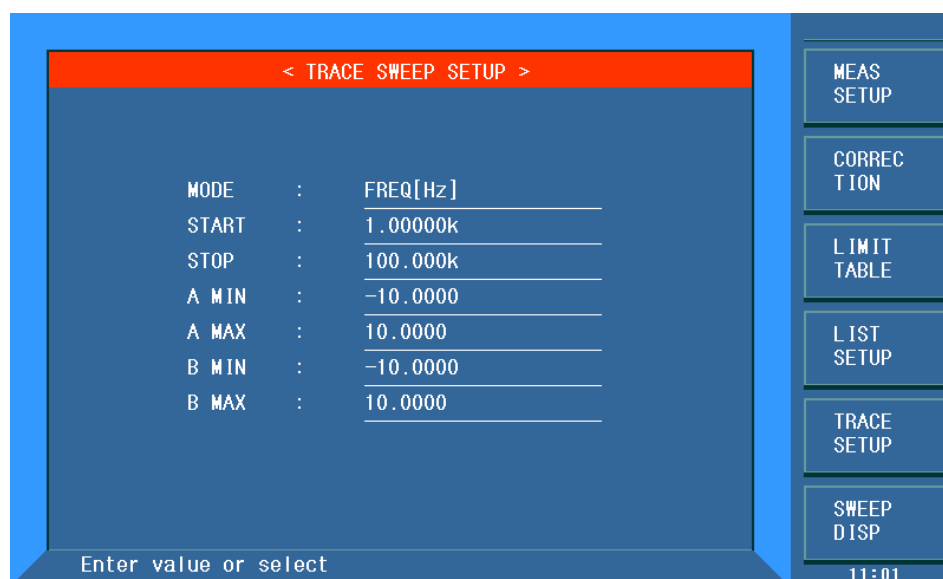 < TRACE SWEEP SETUP >
MODE : FREQ[Hz]
START : 1.00000k
STOP : 100.000k
A MIN : -10.0000
A MAX : 10.0000
B MIN : -10.0000
B MAX : 10.0000
Enter value or select
MEAS
SETUP
CORREC
TION
LIMIT
TABLE
LIST
SETUP
TRACE
SETUP
SWEEP
DISP
11:01